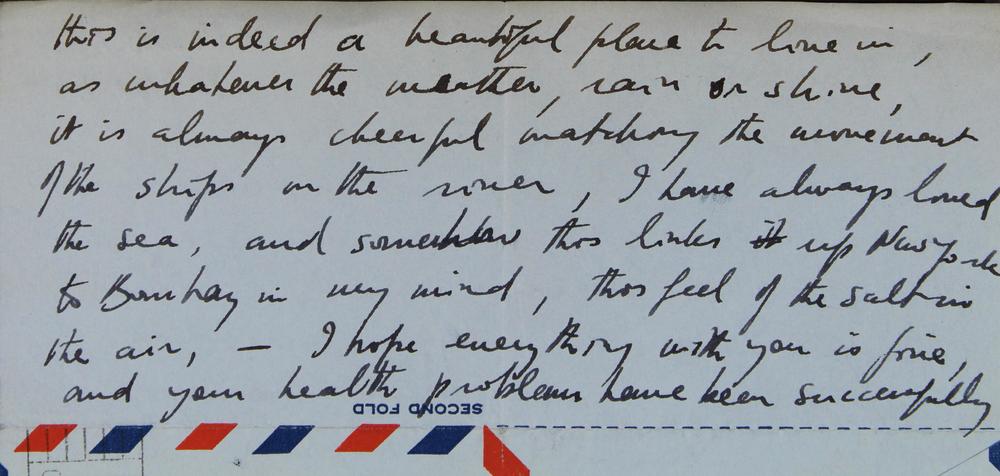 this is indeed a beautiful place to live in,
as whatever the weather, rain or shine,
it is always cheerful watching the movement
of the ships on the river, I have always loved
the sea, and somehow this links it up New York
to Bombay in my mind, this feel of the salt in
the air, — I hope everything with you is fine,
and your health problems have been successfully
SECOND FOLD